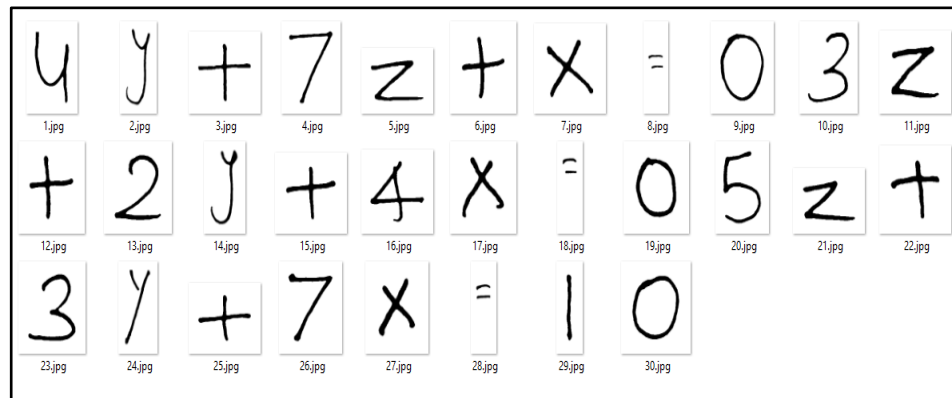 4 y + 7 z + x = 0 3 z
1.jpg 2.jpg 3.jpg 4.jpg 5.jpg 6.jpg 7.jpg 8.jpg 9.jpg 10.jpg 11.jpg
+ 2 y + 4 x = 0 5 z +
12.jpg 13.jpg 14.jpg 15.jpg 16.jpg 17.jpg 18.jpg 19.jpg 20.jpg 21.jpg 22.jpg
3 y + 7 x = 1 0
23.jpg 24.jpg 25.jpg 26.jpg 27.jpg 28.jpg 29.jpg 30.jpg